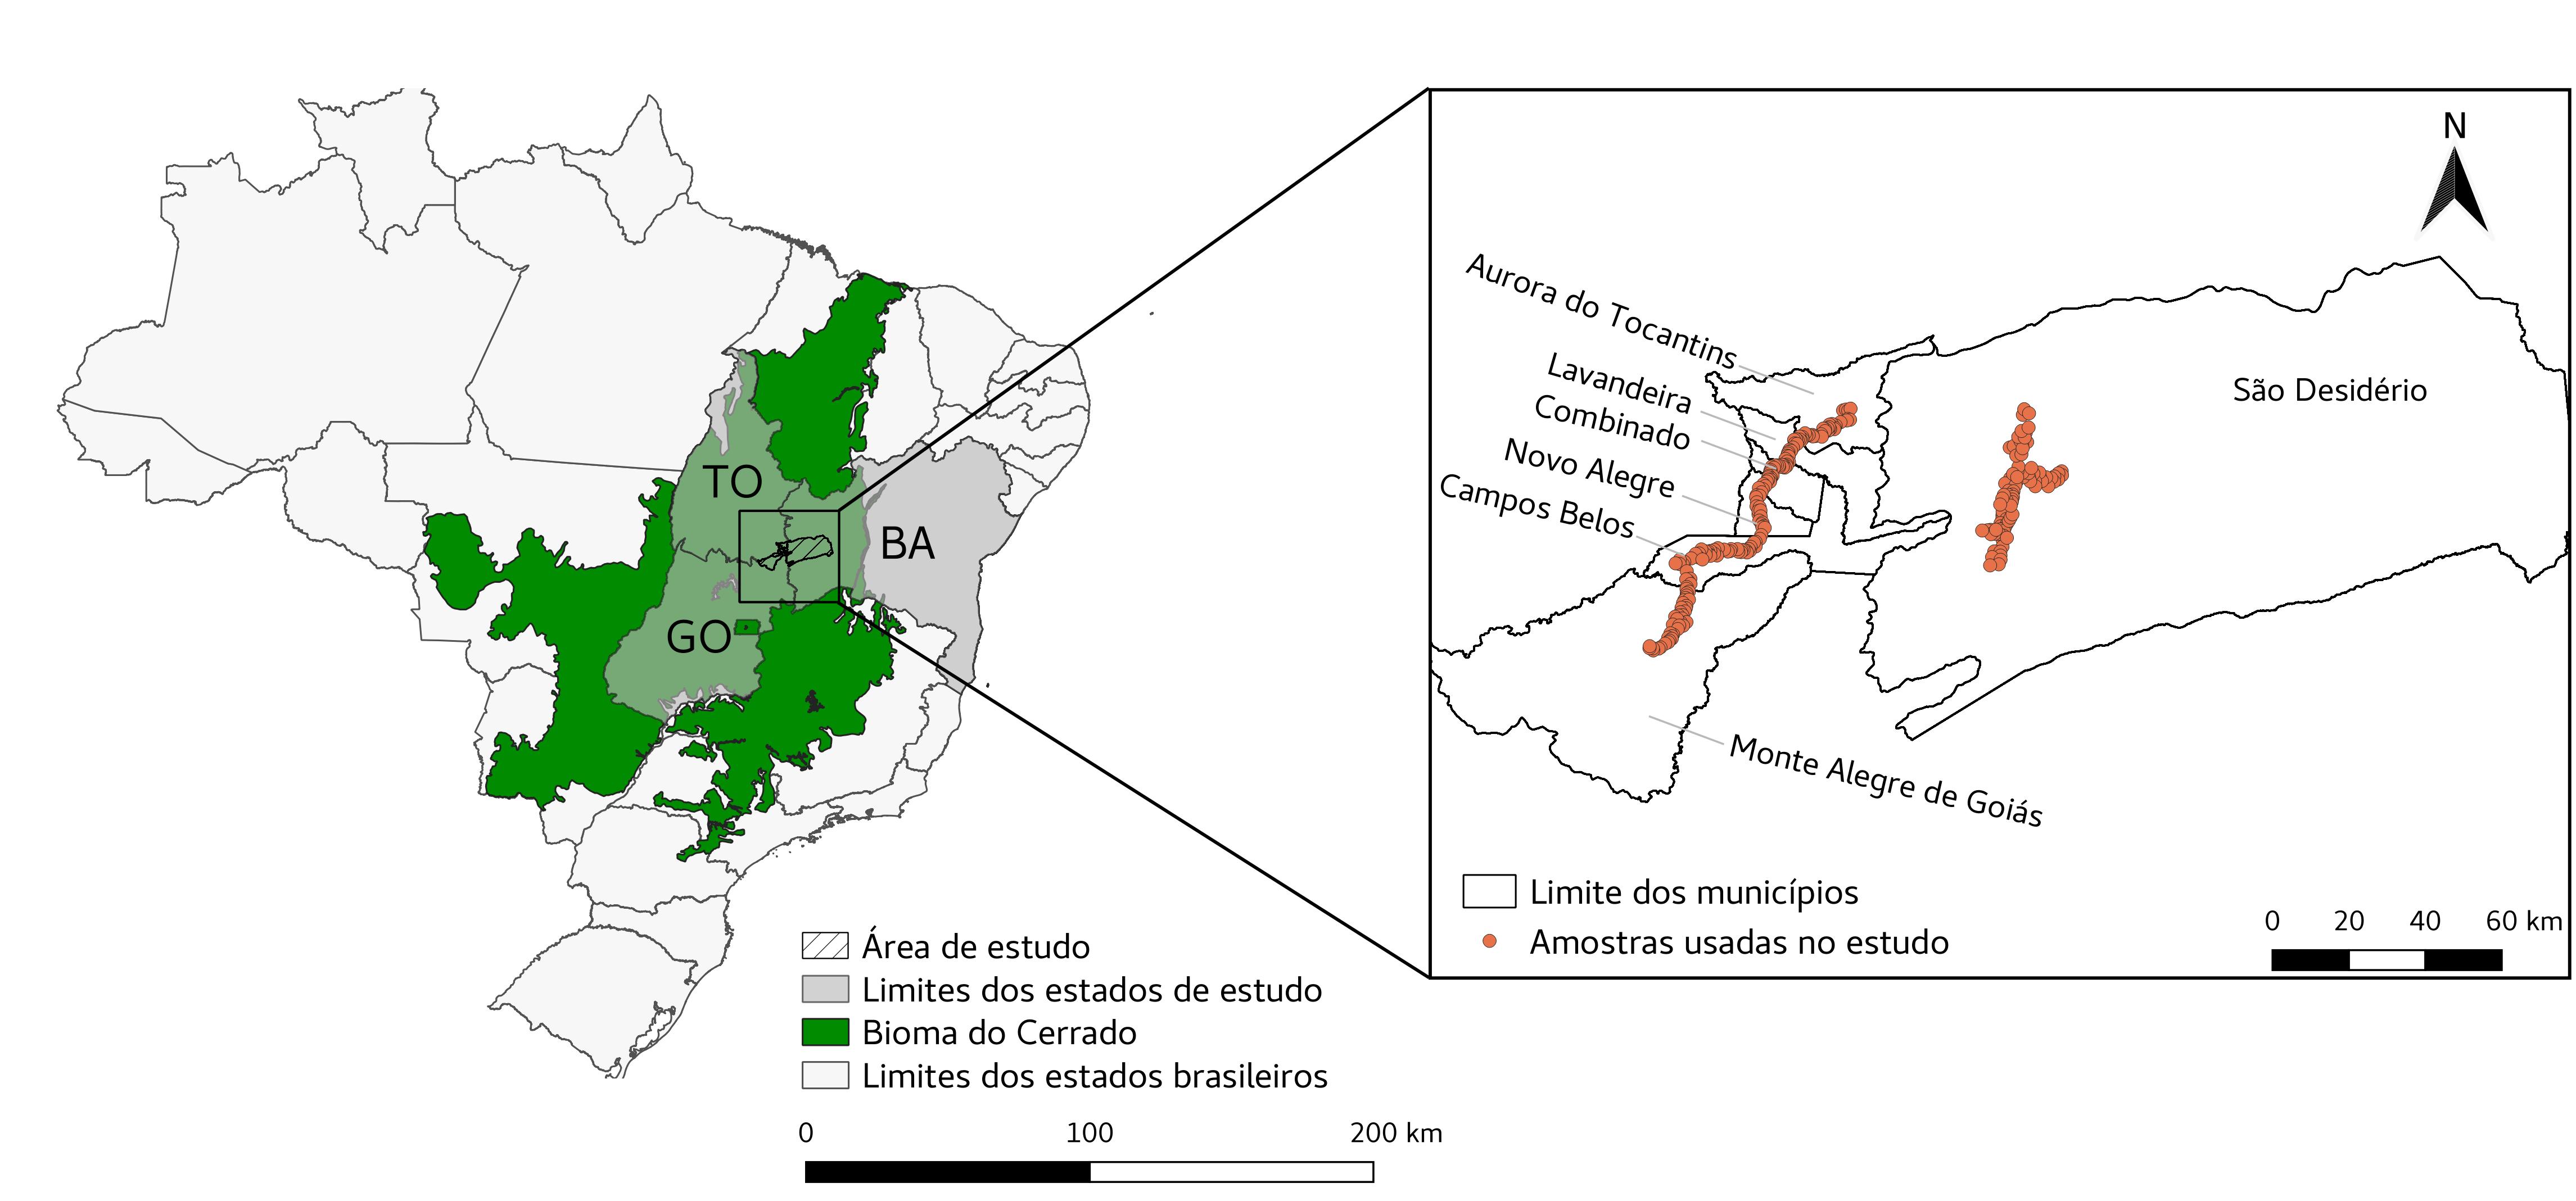 TO
BA
GO
Área de estudo
Limites dos estados de estudo
Bioma do Cerrado
Limites dos estados brasileiros
0 100 200 km
N
Aurora do Tocantins
Lavandeira
Combinado
Novo Alegre
Campos Belos
São Desidério
Monte Alegre de Goiás
Limite dos municípios
Amostras usadas no estudo
0 20 40 60 km